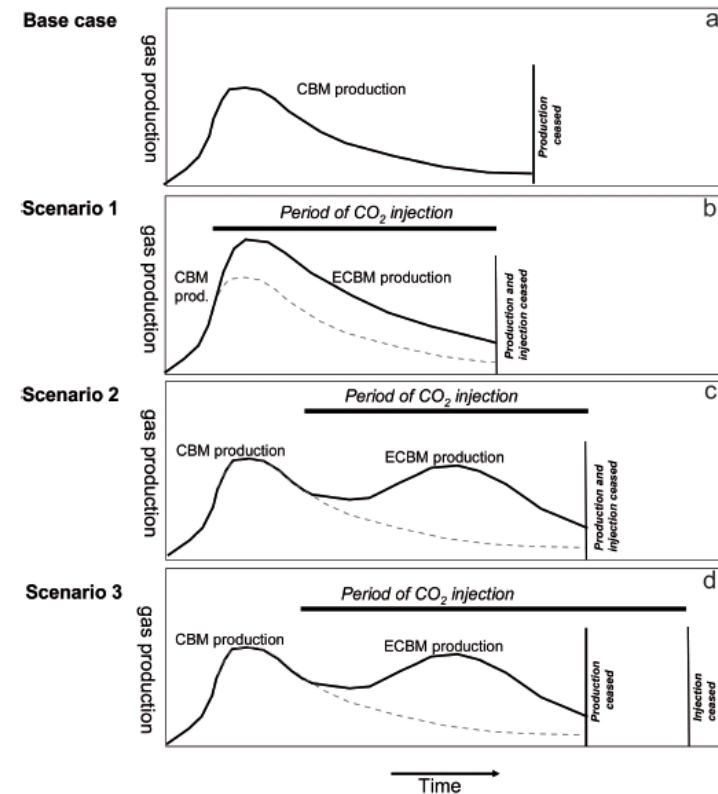 Base case
a
gas production
CBM production
Production
ceased
Scenario 1
b
gas production
Period of CO2 injection
CBM
prod.
ECBM production
Production and
injection ceased
Scenario 2
c
gas production
Period of CO2 injection
CBM production
ECBM production
Production and
injection ceased
Scenario 3
d
gas production
Period of CO2 injection
CBM production
ECBM production
Production
ceased
Injection
ceased
Time